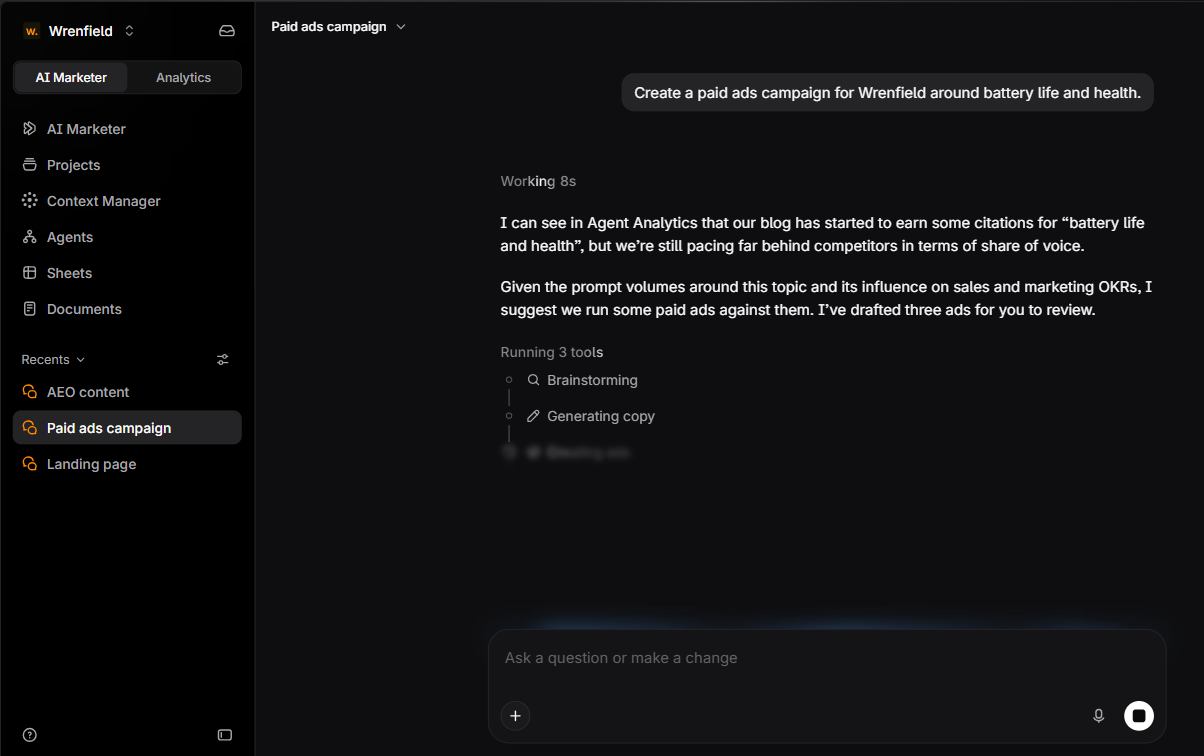 w. Wrenfield
AI Marketer Analytics
AI Marketer
Projects
Context Manager
Agents
Sheets
Documents
Recents
AEO content
Paid ads campaign
Landing page
Paid ads campaign
Create a paid ads campaign for Wrenfield around battery life and health.
Working 8s
I can see in Agent Analytics that our blog has started to earn some citations for “battery life
and health”, but we’re still pacing far behind competitors in terms of share of voice.
Given the prompt volumes around this topic and its influence on sales and marketing OKRs, I
suggest we run some paid ads against them. I’ve drafted three ads for you to review.
Running 3 tools
Brainstorming
Generating copy
Ask a question or make a change